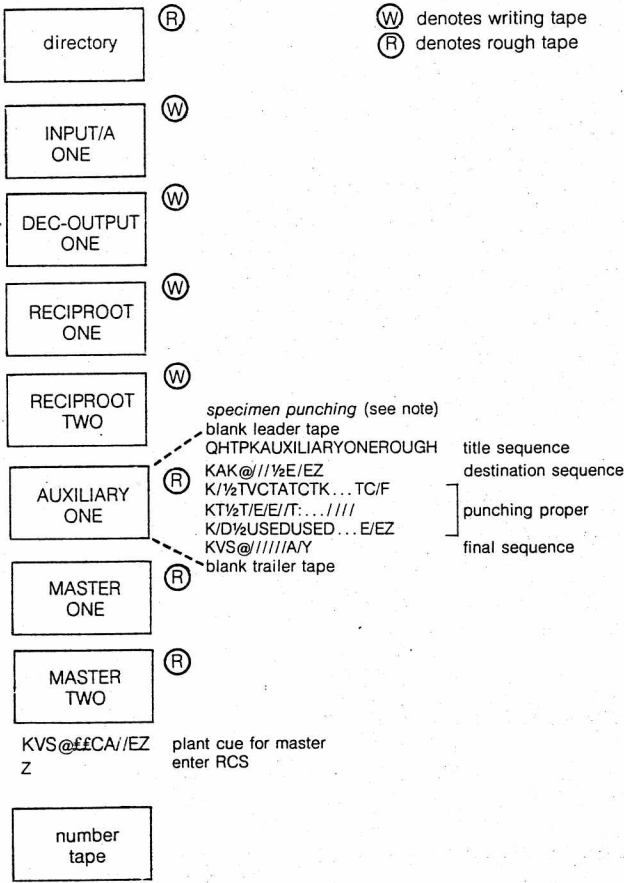 directory
Ⓡ
Ⓦ denotes writing tape
Ⓡ denotes rough tape
INPUT/A
ONE
Ⓦ
DEC-OUTPUT
ONE
Ⓦ
RECIPROOT
ONE
Ⓦ
RECIPROOT
TWO
Ⓦ
specimen punching (see note)
blank leader tape
QHTPKAUXILIARYONEROUGH title sequence
AUXILIARY
ONE
Ⓡ
KAK@///½E/EZ destination sequence
K/½TVCTATCTK...TC/F
KT½T/E/E//T:...////
K/D½USEDUSED...E/EZ
punching proper
KVS@//////A/Y final sequence
blank trailer tape
MASTER
ONE
Ⓡ
MASTER
TWO
Ⓡ
KVS@££CA//EZ plant cue for master
Z enter RCS
number
tape